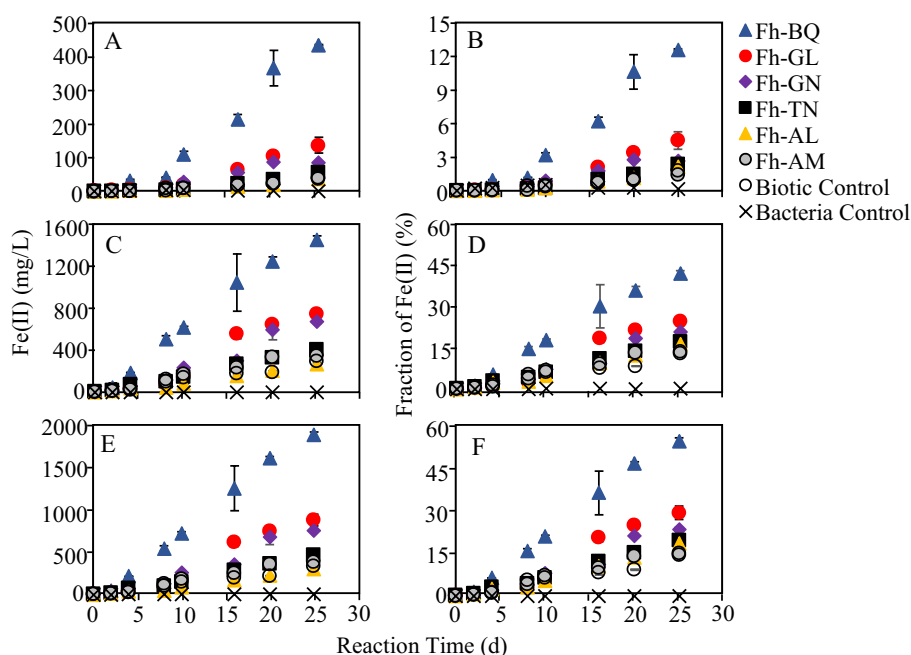 A
500
400
300
200
100
0
B
15
12
9
6
3
0
Fh-BQ
Fh-GL
Fh-GN
Fh-TN
Fh-AL
Fh-AM
Biotic Control
Bacteria Control
Fe(II) (mg/L)
C
1600
1200
800
400
0
Fraction of Fe(II) (%)
D
60
45
30
15
0
E
2000
1500
1000
500
0
0 5 10 15 20 25 30
F
60
45
30
15
0
0 5 10 15 20 25 30
Reaction Time (d)